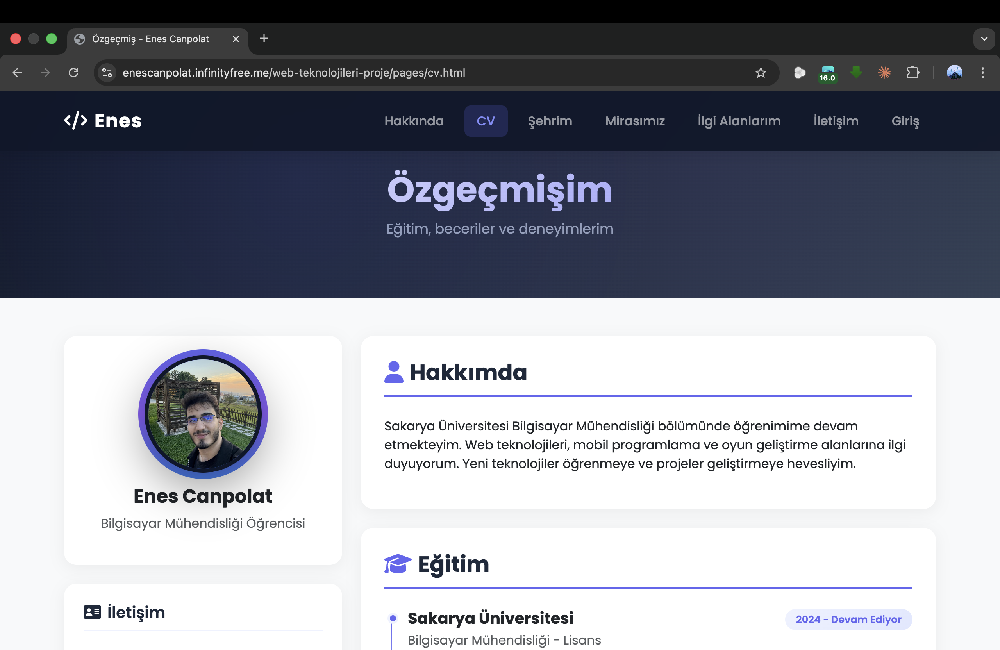 Özgeçmiş - Enes Canpolat
enescanpolat.infinityfree.me/web-teknolojileri-proje/pages/cv.html
16.0
</> Enes
Hakkında
CV
Şehrim
Mirasımız
İlgi Alanlarım
İletişim
Giriş
Özgeçmişim
Eğitim, beceriler ve deneyimlerim
Enes Canpolat
Bilgisayar Mühendisliği Öğrencisi
İletişim
Hakkımda
Sakarya Üniversitesi Bilgisayar Mühendisliği bölümünde öğrenimime devam
etmekteyim. Web teknolojileri, mobil programlama ve oyun geliştirme alanlarına ilgi
duyuyorum. Yeni teknolojiler öğrenmeye ve projeler geliştirmeye hevesliyim.
Eğitim
Sakarya Üniversitesi
2024 - Devam Ediyor
Bilgisayar Mühendisliği - Lisans